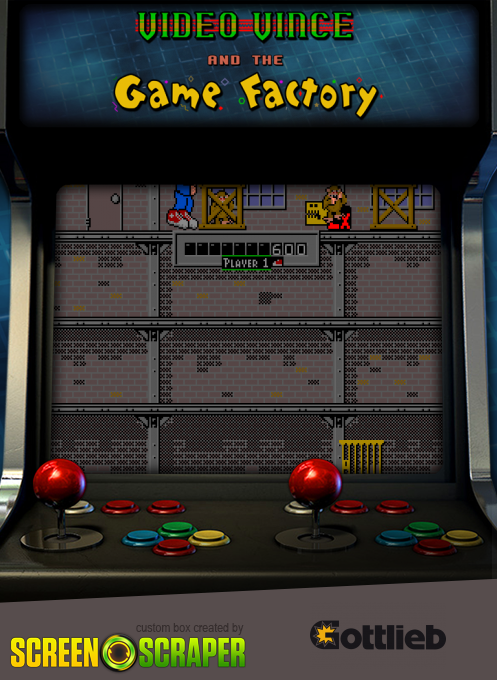 VIDEO VINCE
AND THE
Game Factory
600
PLAYER 1
custom box created by
SCREEN SCRAPER
Gottlieb